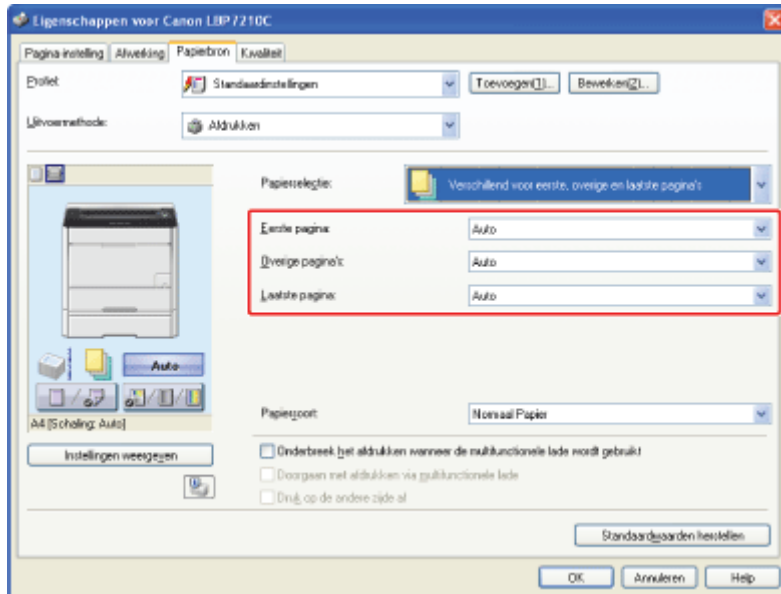 Eigenschappen voor Canon LBP7210C
Pagina-instelling Afwerking Papierbron Kwaliteit
Profiel: Standaardinstellingen Toevoegen(1)... Bewerken(2)...
Uitvoermethode: Afdrukken
Papierselectie: Verschillend voor eerste, overige en laatste pagina's
Eerste pagina: Auto
Overige pagina's: Auto
Laatste pagina: Auto
Auto
A4 [Schaling: Auto]
Papiersoort: Normaal Papier
Instellingen weergeven
Onderbreek het afdrukken wanneer de multifunctionele lade wordt gebruikt
Doorgaan met afdrukken via multifunctionele lade
Druk op de andere zijde af
Standaardwaarden herstellen
OK Annuleren Help